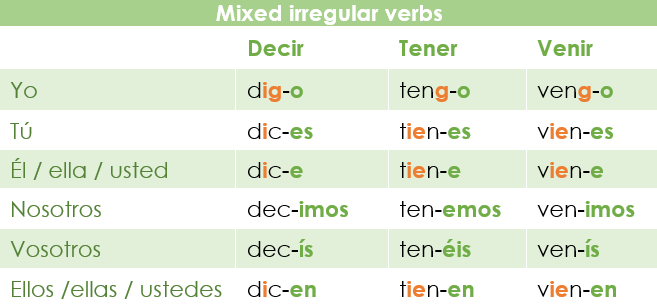 Mixed irregular verbs
Decir Tener Venir
Yo dig-o teng-o veng-o
Tú dic-es tien-es vien-es
Él / ella / usted dic-e tien-e vien-e
Nosotros dec-imos ten-emos ven-imos
Vosotros dec-ís ten-éis ven-ís
Ellos /ellas / ustedes dic-en tien-en vien-en